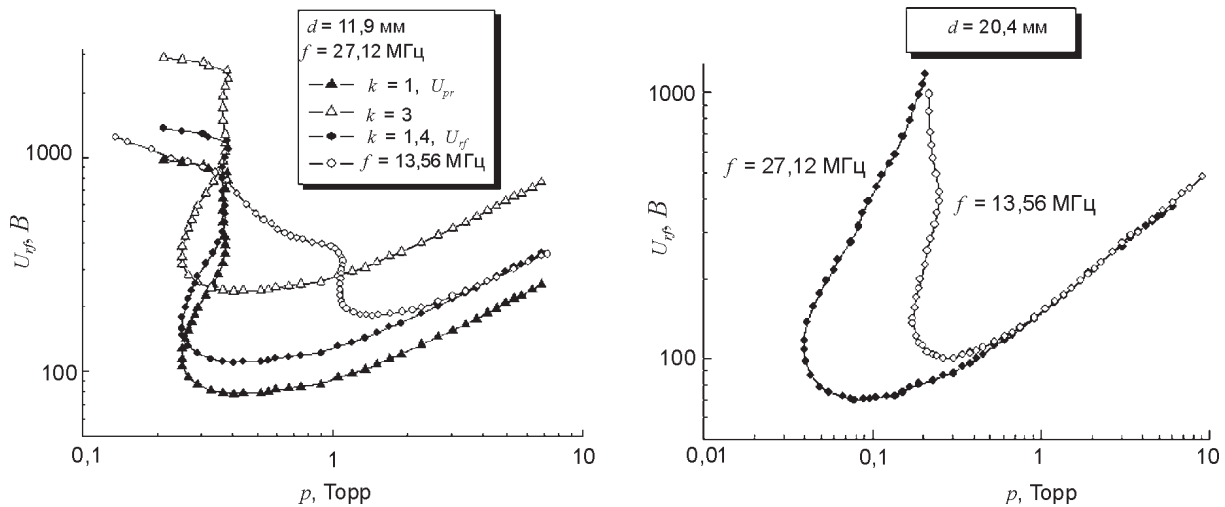 d = 11,9 мм
f = 27,12 МГц
k = 1, U_pr
k = 3
k = 1,4, U_rf
f = 13,56 МГц
1000
100
U_rf, В
0,1
1
10
p, Торр
d = 20,4 мм
1000
f = 27,12 МГц
f = 13,56 МГц
100
U_rf, В
0,01
0,1
1
10
p, Торр